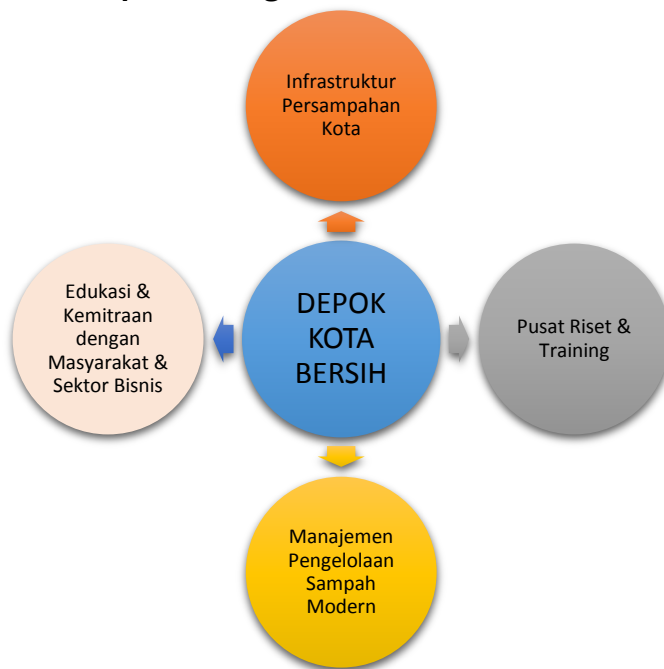 Infrastruktur
Persampahan
Kota
Edukasi &
Kemitraan
dengan
Masyarakat &
Sektor Bisnis
DEPOK
KOTA
BERSIH
Pusat Riset &
Training
Manajemen
Pengelolaan
Sampah
Modern